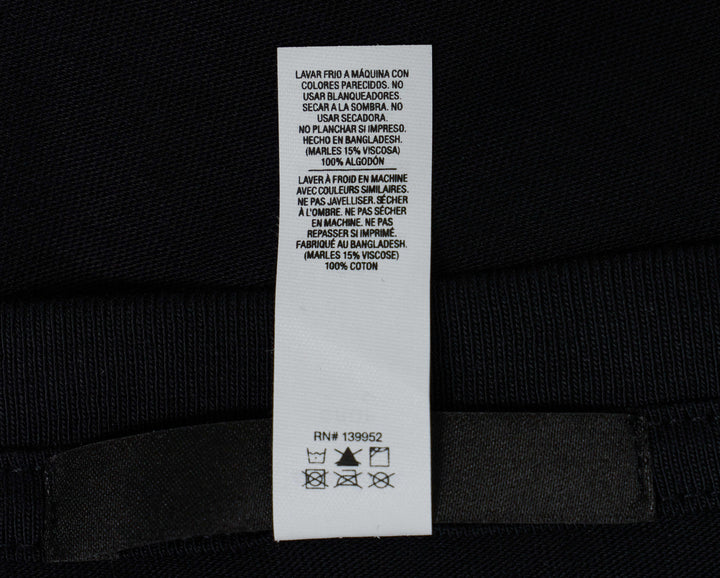 LAVAR FRIO A MÁQUINA CON
COLORES PARECIDOS. NO
USAR BLANQUEADORES.
SECAR A LA SOMBRA. NO
USAR SECADORA.
NO PLANCHAR SI IMPRESO.
HECHO EN BANGLADESH.
(MARLES 15% VISCOSA)
100% ALGODÓN
LAVER À FROID EN MACHINE
AVEC COULEURS SIMILAIRES.
NE PAS JAVELLISER. SÉCHER
À L'OMBRE. NE PAS SÉCHER
EN MACHINE. NE PAS
REPASSER SI IMPRIMÉ.
FABRIQUÉ AU BANGLADESH.
(MARLES 15% VISCOSE)
100% COTON
RN# 139952